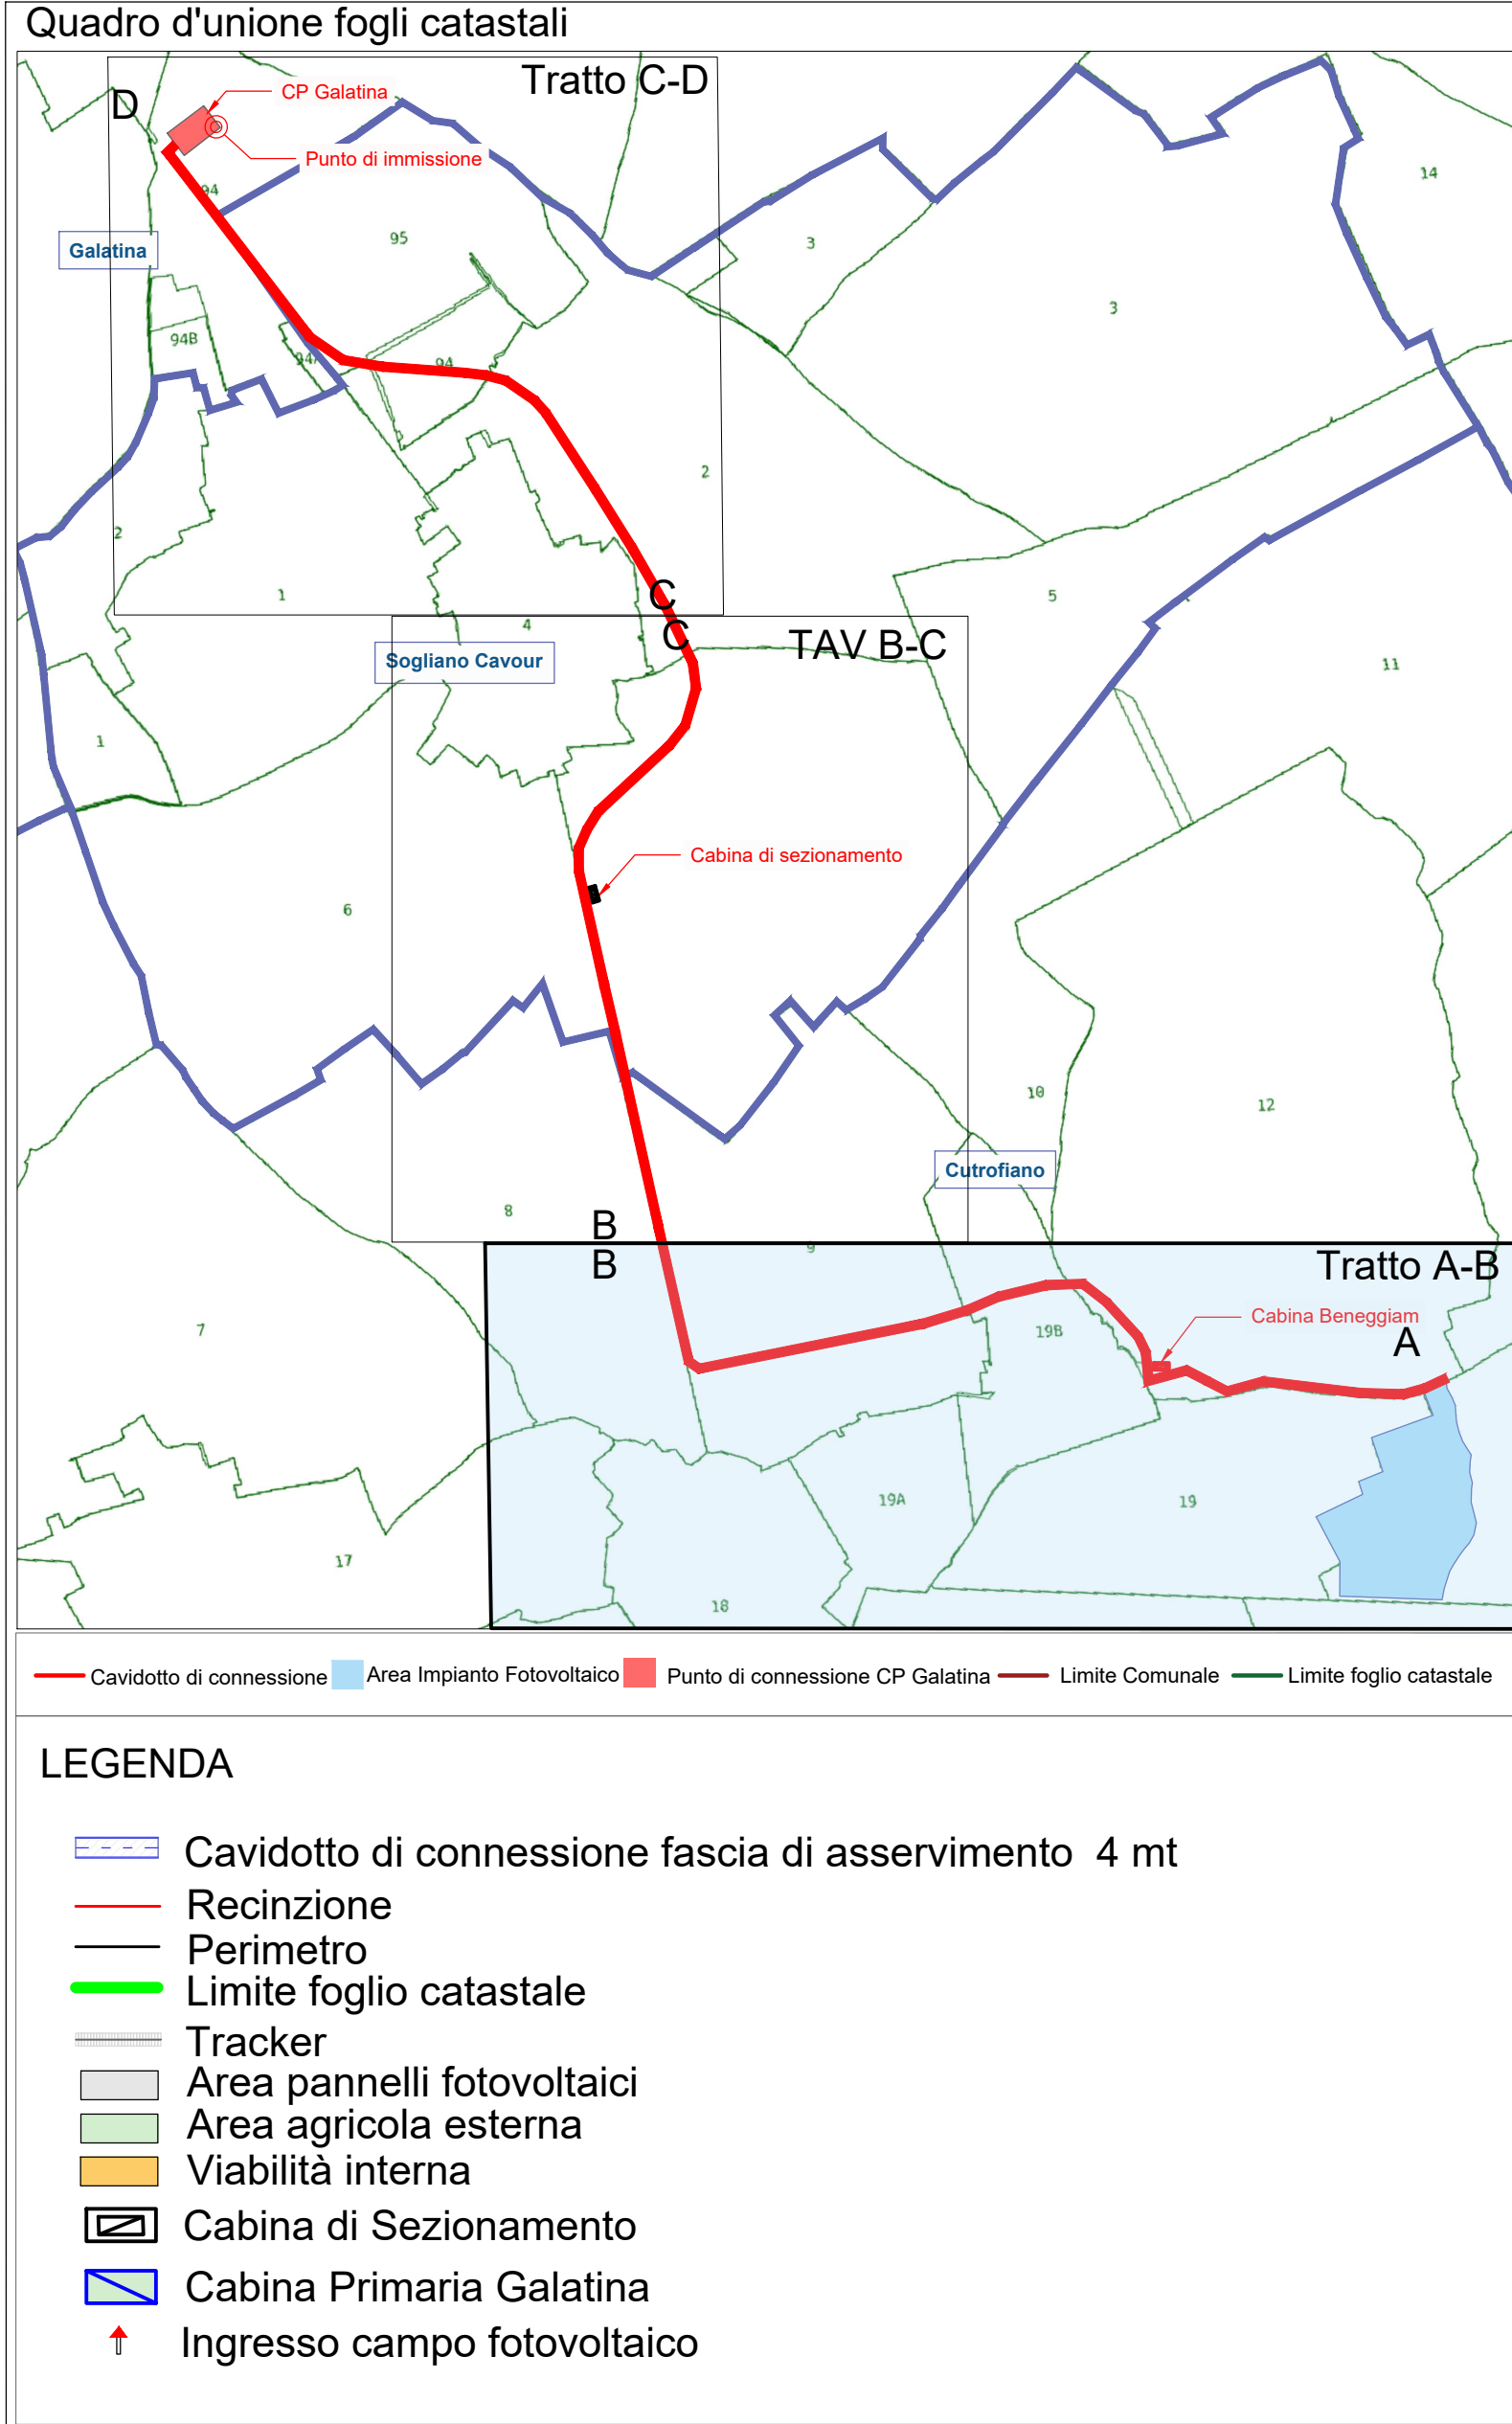 Quadro d'unione fogli catastali
Tratto C-D
D
CP Galatina
Punto di immissione
94
14
Galatina
95
3
3
94B
94A
94
2
2
1
C
5
4
C
TAV B-C
Sogliano Cavour
11
1
Cabina di sezionamento
6
10
12
Cutrofiano
8
B
9
B
Tratto A-B
Cabina Beneggiam
7
19B
A
19A
19
17
18
Cavidotto di connessione
Area Impianto Fotovoltaico
Punto di connessione CP Galatina
Limite Comunale
Limite foglio catastale
LEGENDA
Cavidotto di connessione fascia di asservimento 4 mt
Recinzione
Perimetro
Limite foglio catastale
Tracker
Area pannelli fotovoltaici
Area agricola esterna
Viabilità interna
Cabina di Sezionamento
Cabina Primaria Galatina
Ingresso campo fotovoltaico